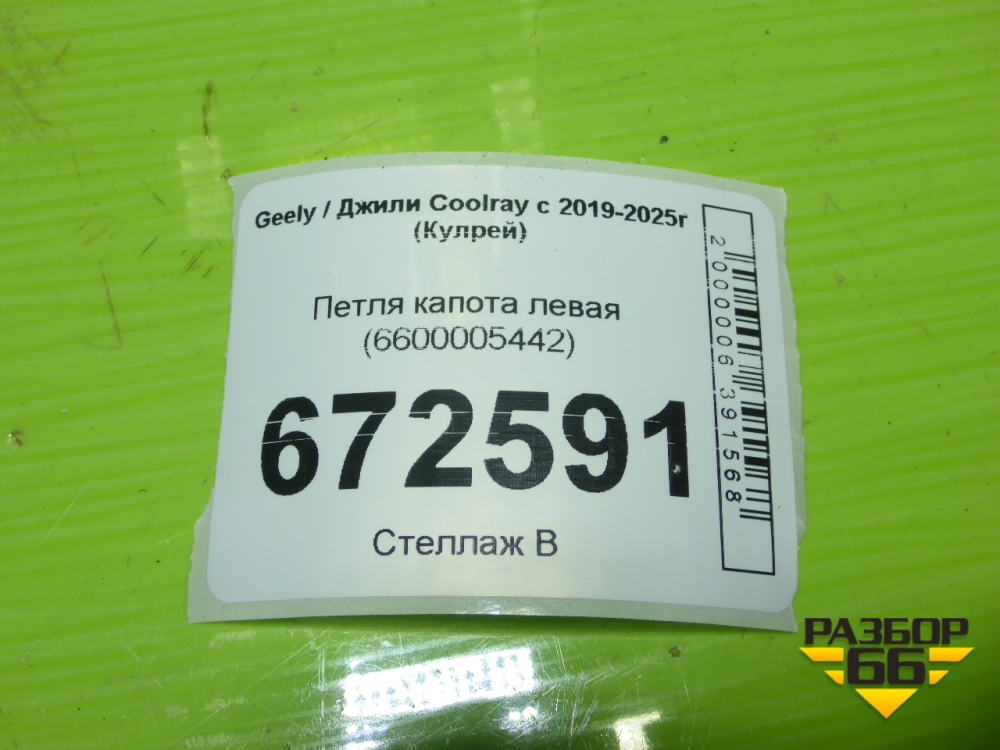 Geely / Джили Coolray с 2019-2025г
(Кулрей)
Петля капота левая
(6600005442)
672591
Стеллаж В
2000006391568
РАЗБОР
66